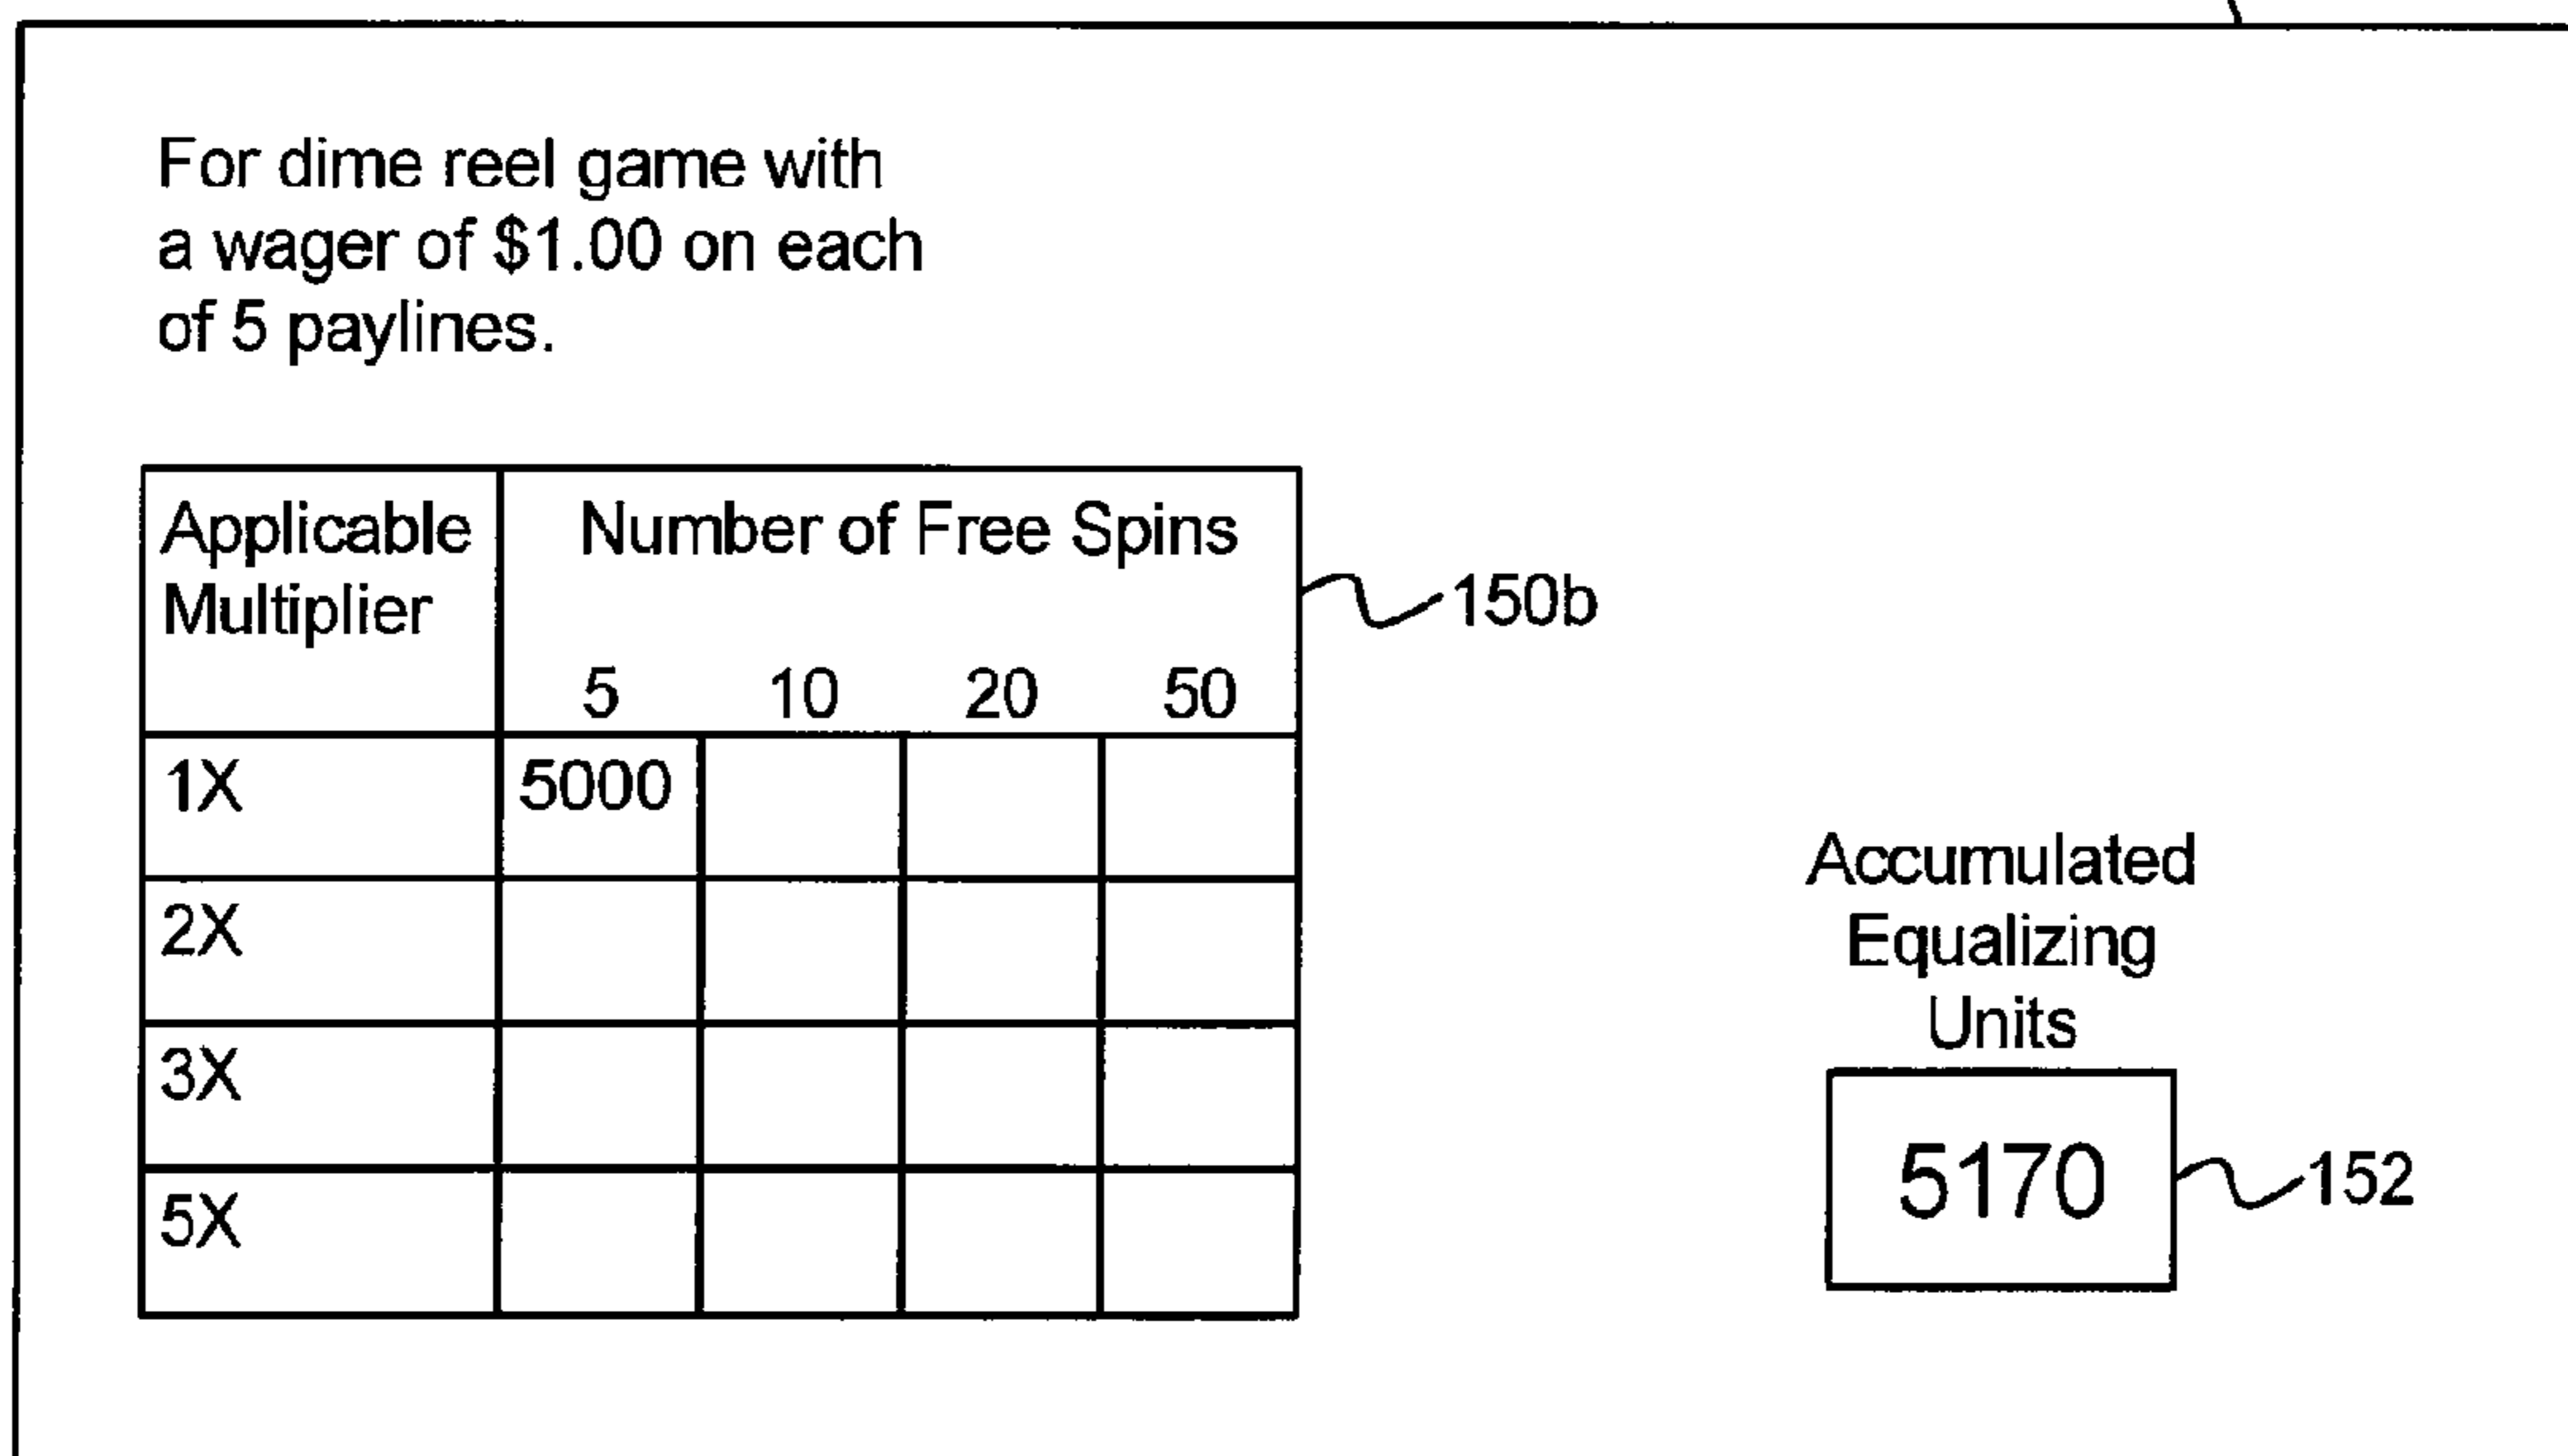 For dime reel game with
a wager of $1.00 on each
of 5 paylines.
Applicable Number of Free Spins
Multiplier
5 10 20 50
150b
1X 5000
2X
3X
5X
Accumulated
Equalizing
Units
5170
152